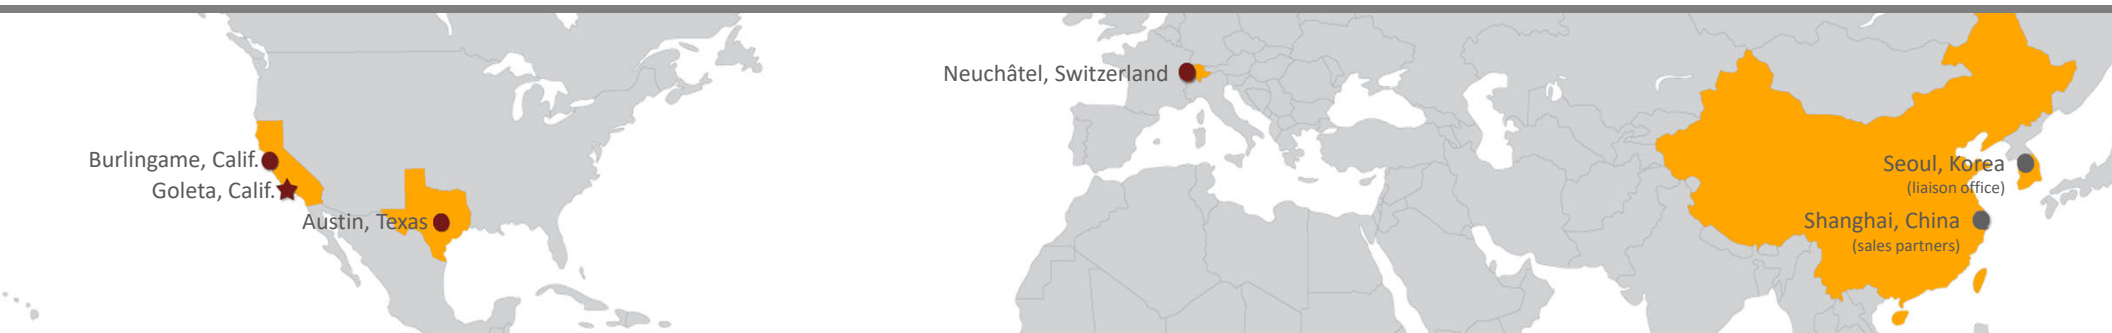 Neuchâtel, Switzerland
Burlingame, Calif.
Goleta, Calif.
Austin, Texas
Seoul, Korea
(liaison office)
Shanghai, China
(sales partners)